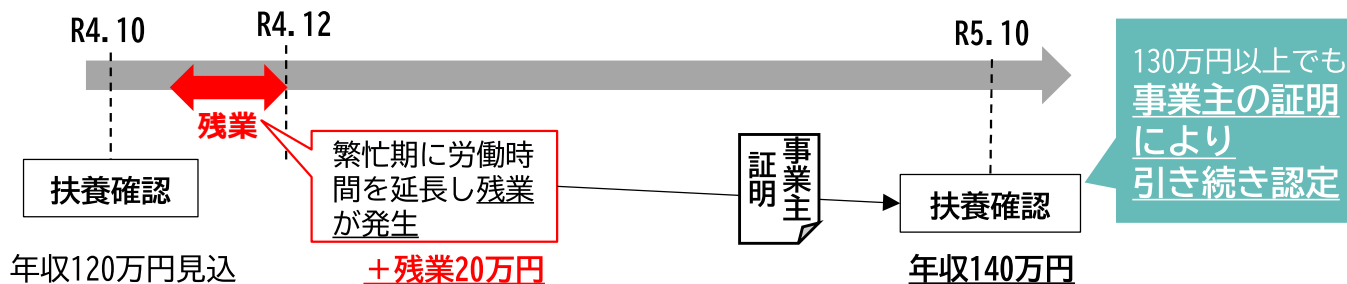 R4.10
R4.12
R5.10
残業
繁忙期に労働時
間を延長し残業
が発生
事業主
証明
130万円以上でも
事業主の証明
により
引き続き認定
扶養確認
扶養確認
年収120万円見込
＋残業20万円
年収140万円